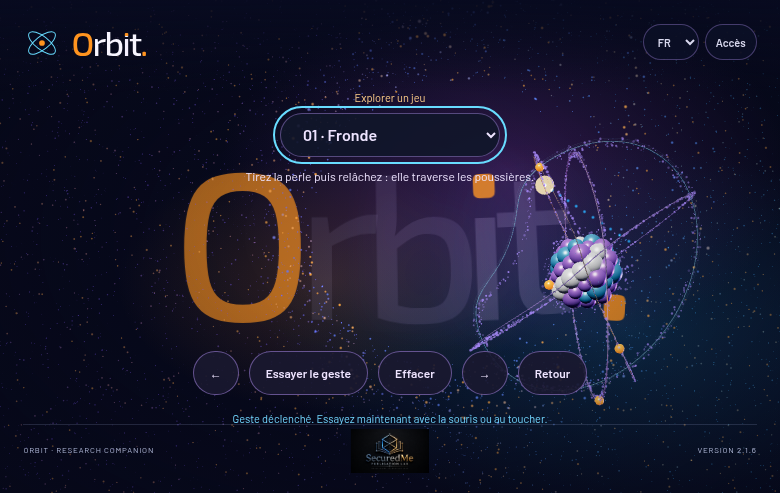 Orbit.
FR
Accès
Explorer un jeu
01 · Fronde
Tirez la perle puis relâchez : elle traverse les poussières.
Orbit
←
Essayer le geste
Effacer
→
Retour
Geste déclenché. Essayez maintenant avec la souris ou au toucher.
ORBIT · RESEARCH COMPANION
SecuredMe
VERSION 2.1.6